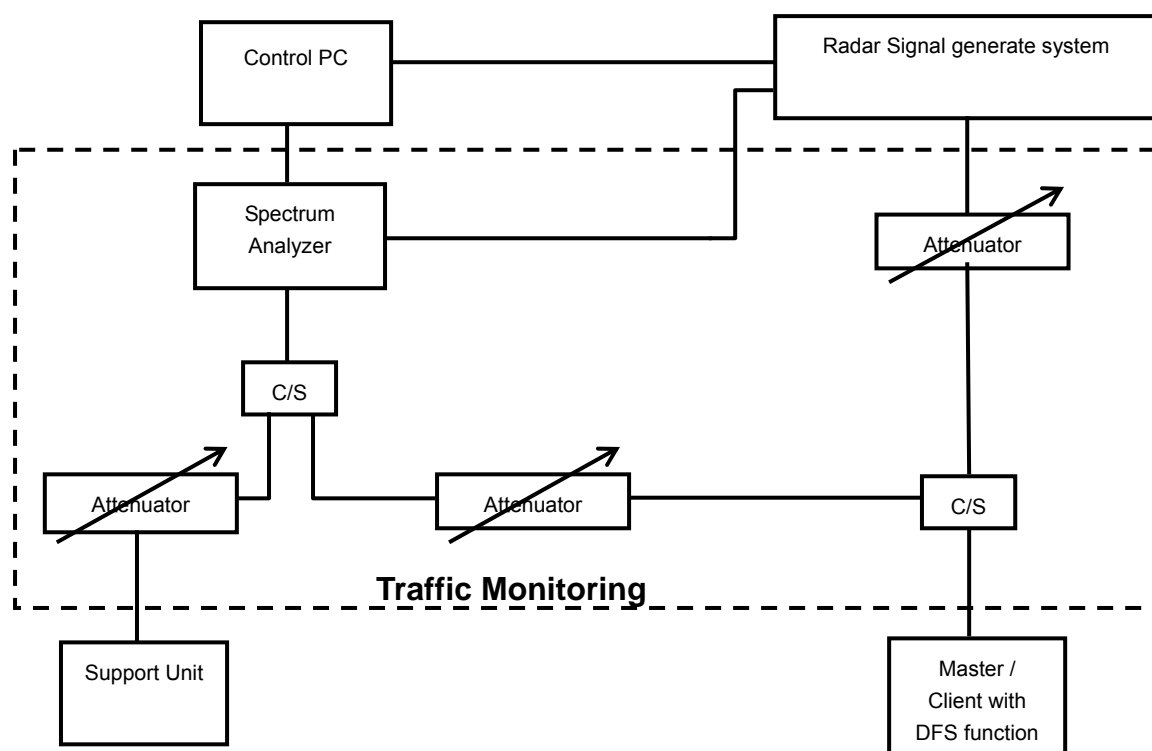 Control PC
Radar Signal generate system
Spectrum
Analyzer
Attenuator
C/S
Attenuator
Attenuator
C/S
Traffic Monitoring
Support Unit
Master /
Client with
DFS function